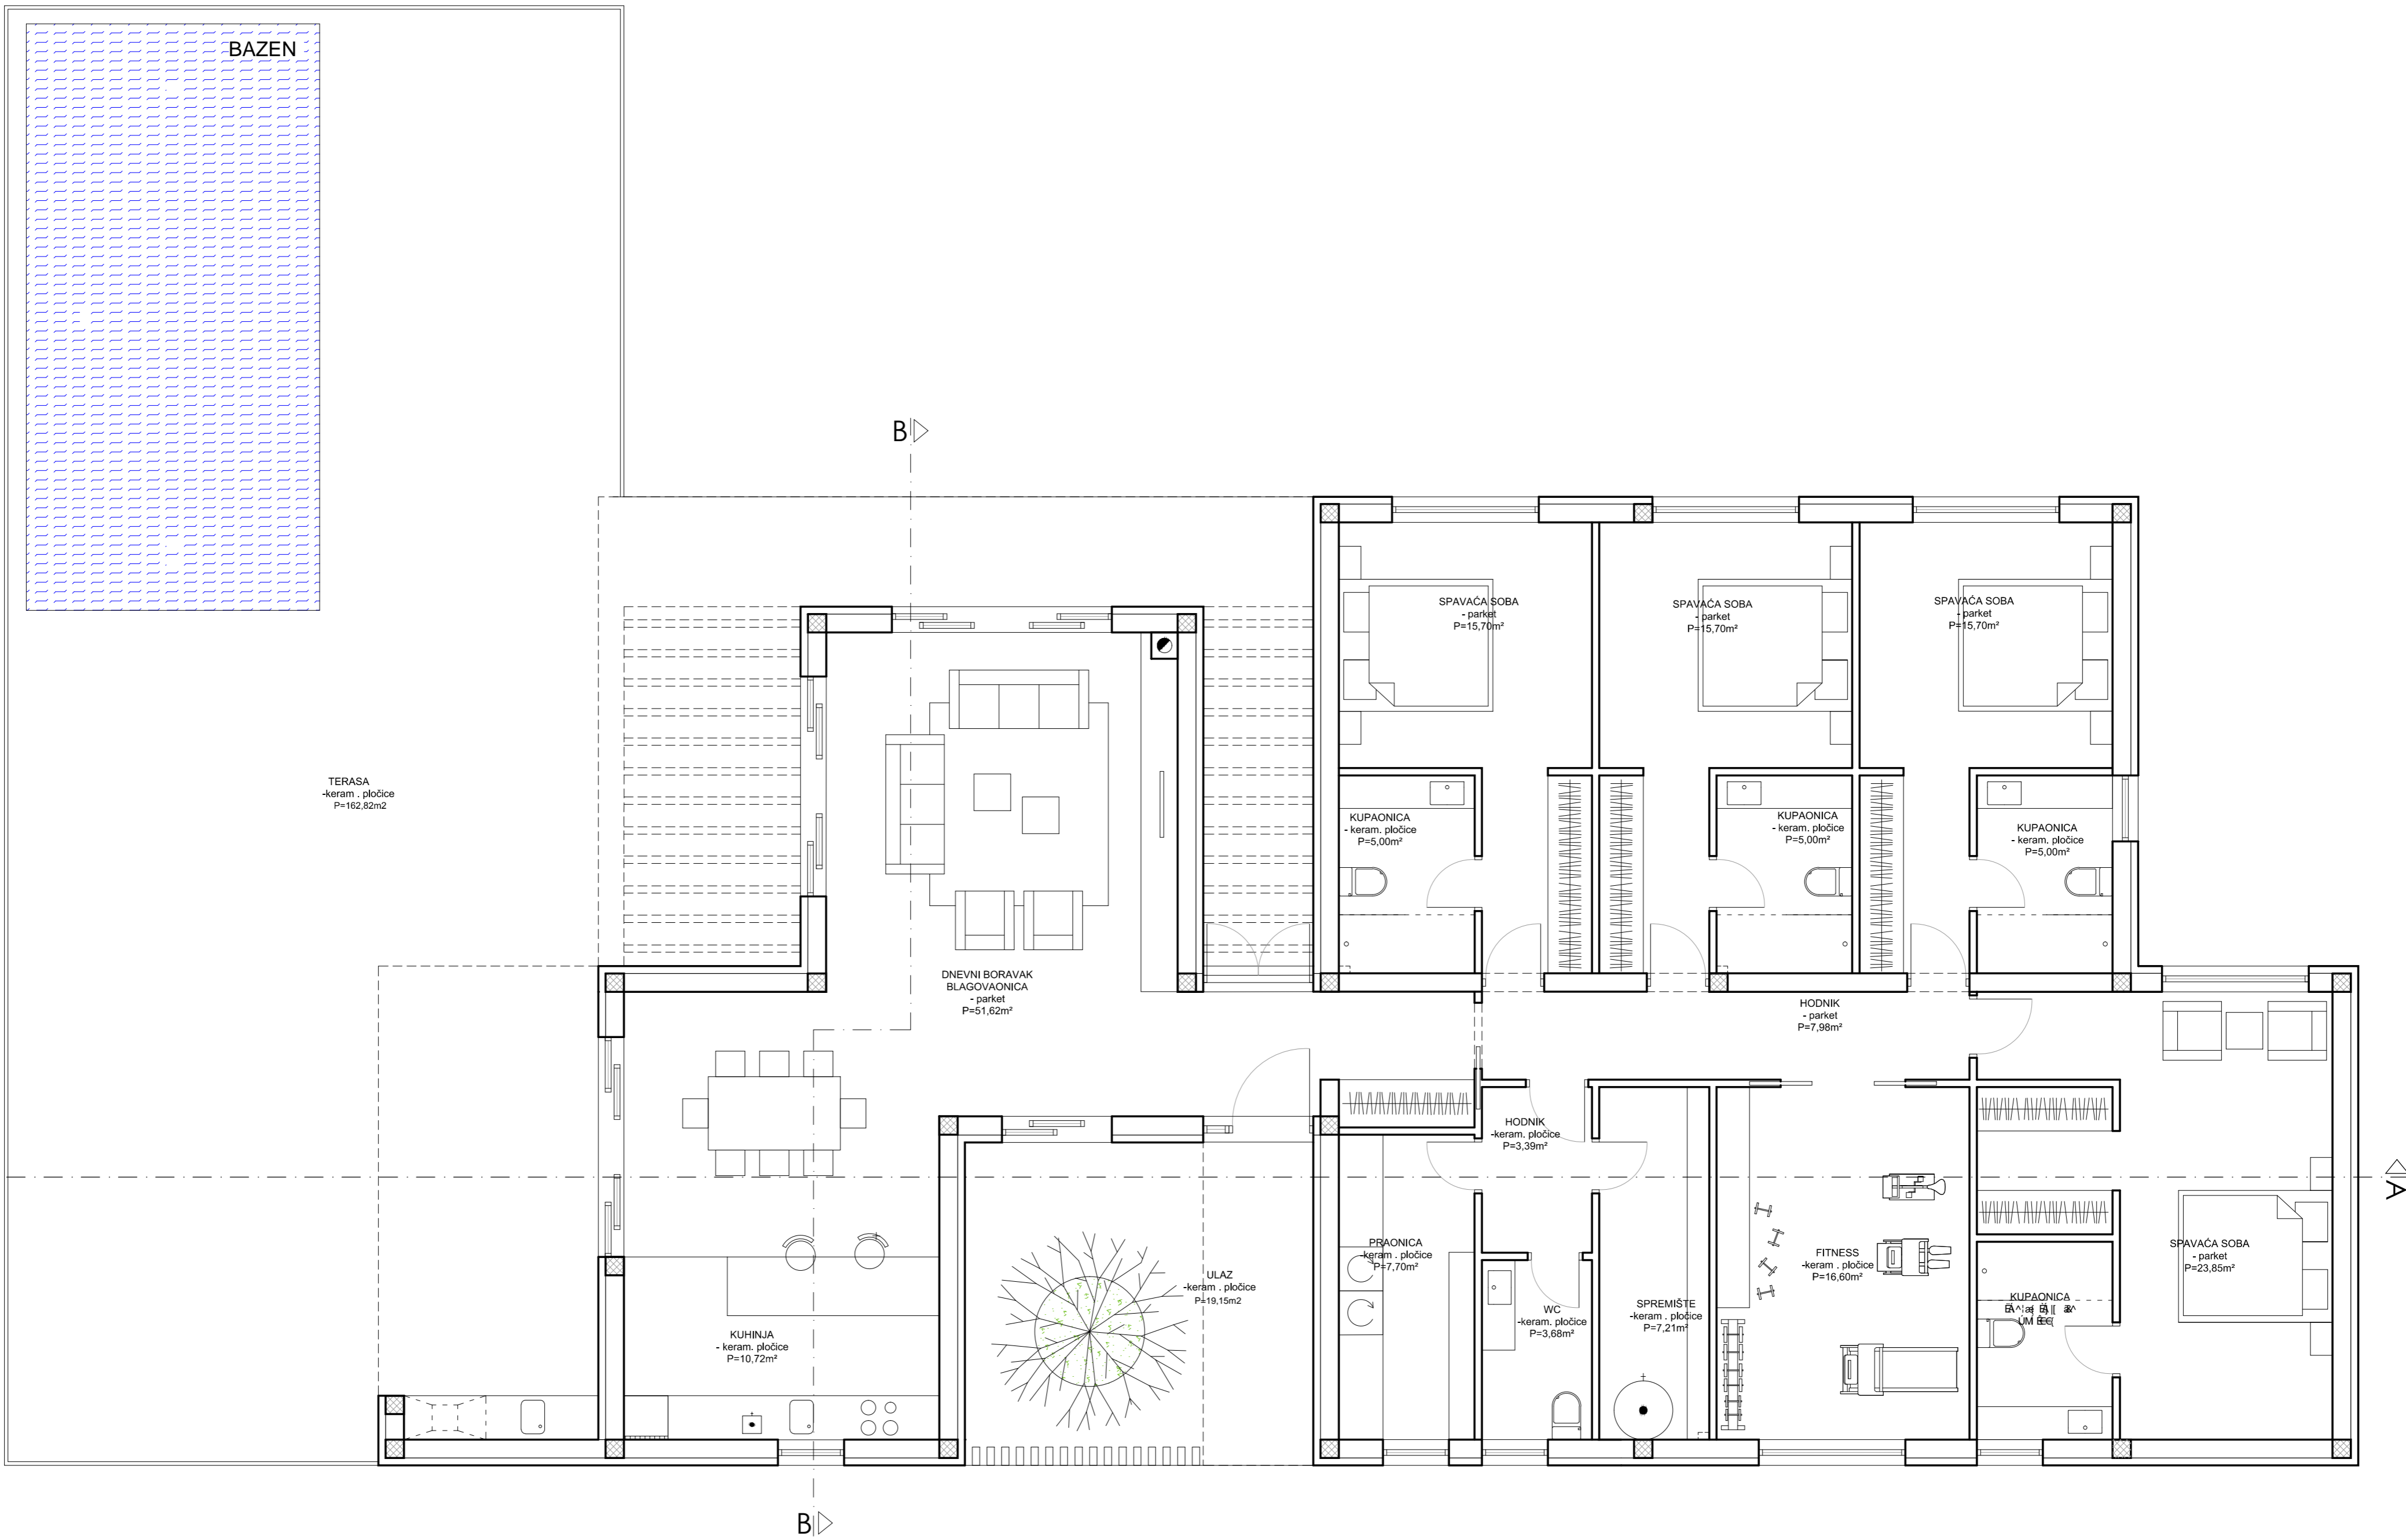 BAZEN
B
SPAVAĆA SOBA
- parket
P=15,70m²
SPAVAĆA SOBA
- parket
P=15,70m²
SPAVAĆA SOBA
- parket
P=15,70m²
TERASA
-keram . pločice
P=162,82m2
KUPAONICA
- keram. pločice
P=5,00m²
KUPAONICA
- keram. pločice
P=5,00m²
KUPAONICA
- keram. pločice
P=5,00m²
DNEVNI BORAVAK
BLAGOVAONICA
- parket
P=51,62m²
HODNIK
- parket
P=7,98m²
HODNIK
-keram. pločice
P=3,39m²
A
PRAONICA
-keram . pločice
P=7,70m²
ULAZ
-keram . pločice
P=19,15m2
FITNESS
-keram . pločice
P=16,60m²
SPAVAĆA SOBA
- parket
P=23,85m²
KUHINJA
- keram. pločice
P=10,72m²
WC
-keram. pločice
P=3,68m²
SPREMIŠTE
-keram . pločice
P=7,21m²
KUPAONICA
B